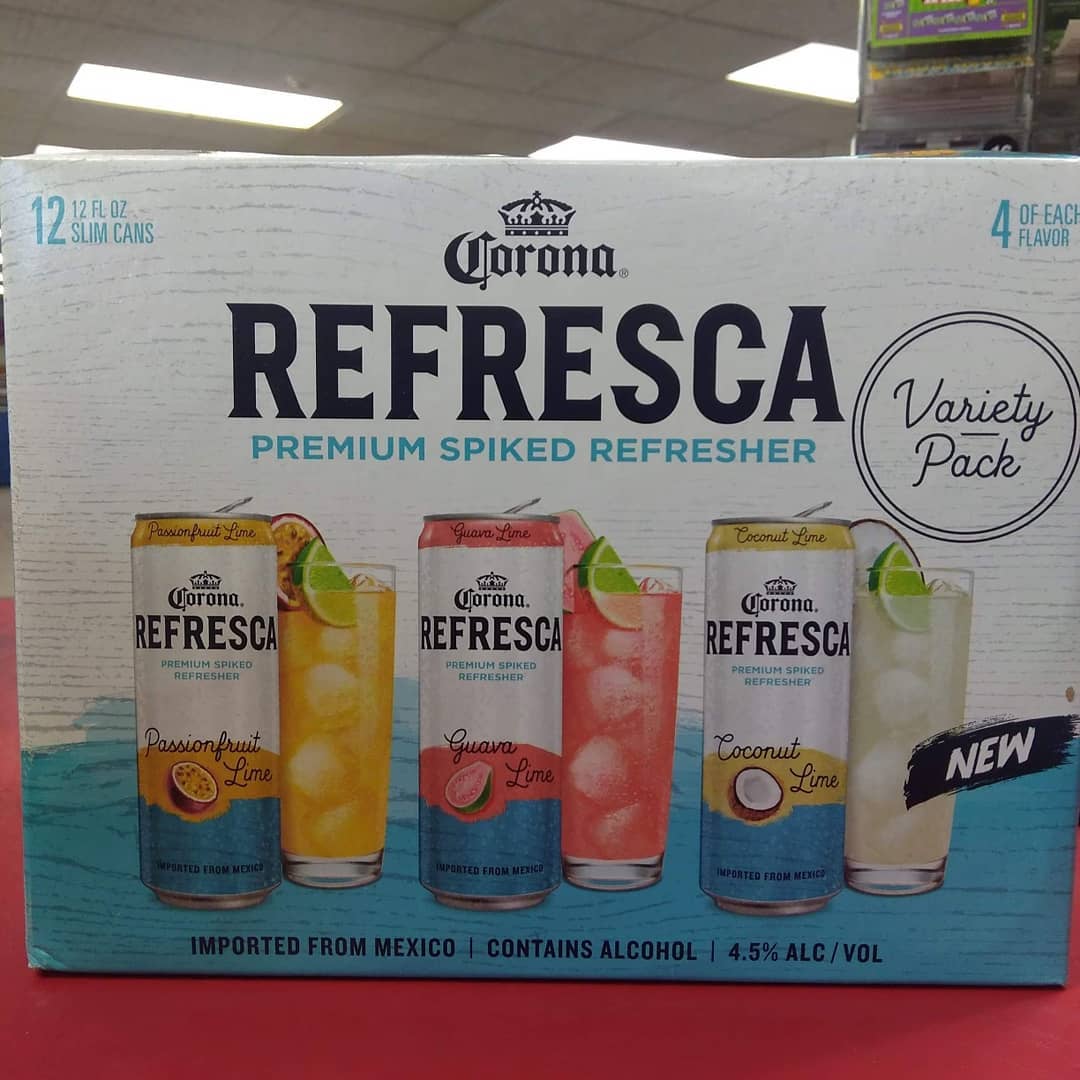 12 12 FL OZ
SLIM CANS
4 OF EACH
FLAVOR
Corona®
REFRESCA
PREMIUM SPIKED REFRESHER
Variety
Pack
Passionfruit Lime
Corona.
REFRESCA
PREMIUM SPIKED
REFRESHER
Passionfruit
Lime
IMPORTED FROM MEXICO
Guava Lime
Corona.
REFRESCA
PREMIUM SPIKED
REFRESHER
Guava
Lime
IMPORTED FROM MEXICO
Coconut Lime
Corona.
REFRESCA
PREMIUM SPIKED
REFRESHER
Coconut
Lime
IMPORTED FROM MEXICO
NEW
IMPORTED FROM MEXICO | CONTAINS ALCOHOL | 4.5% ALC / VOL